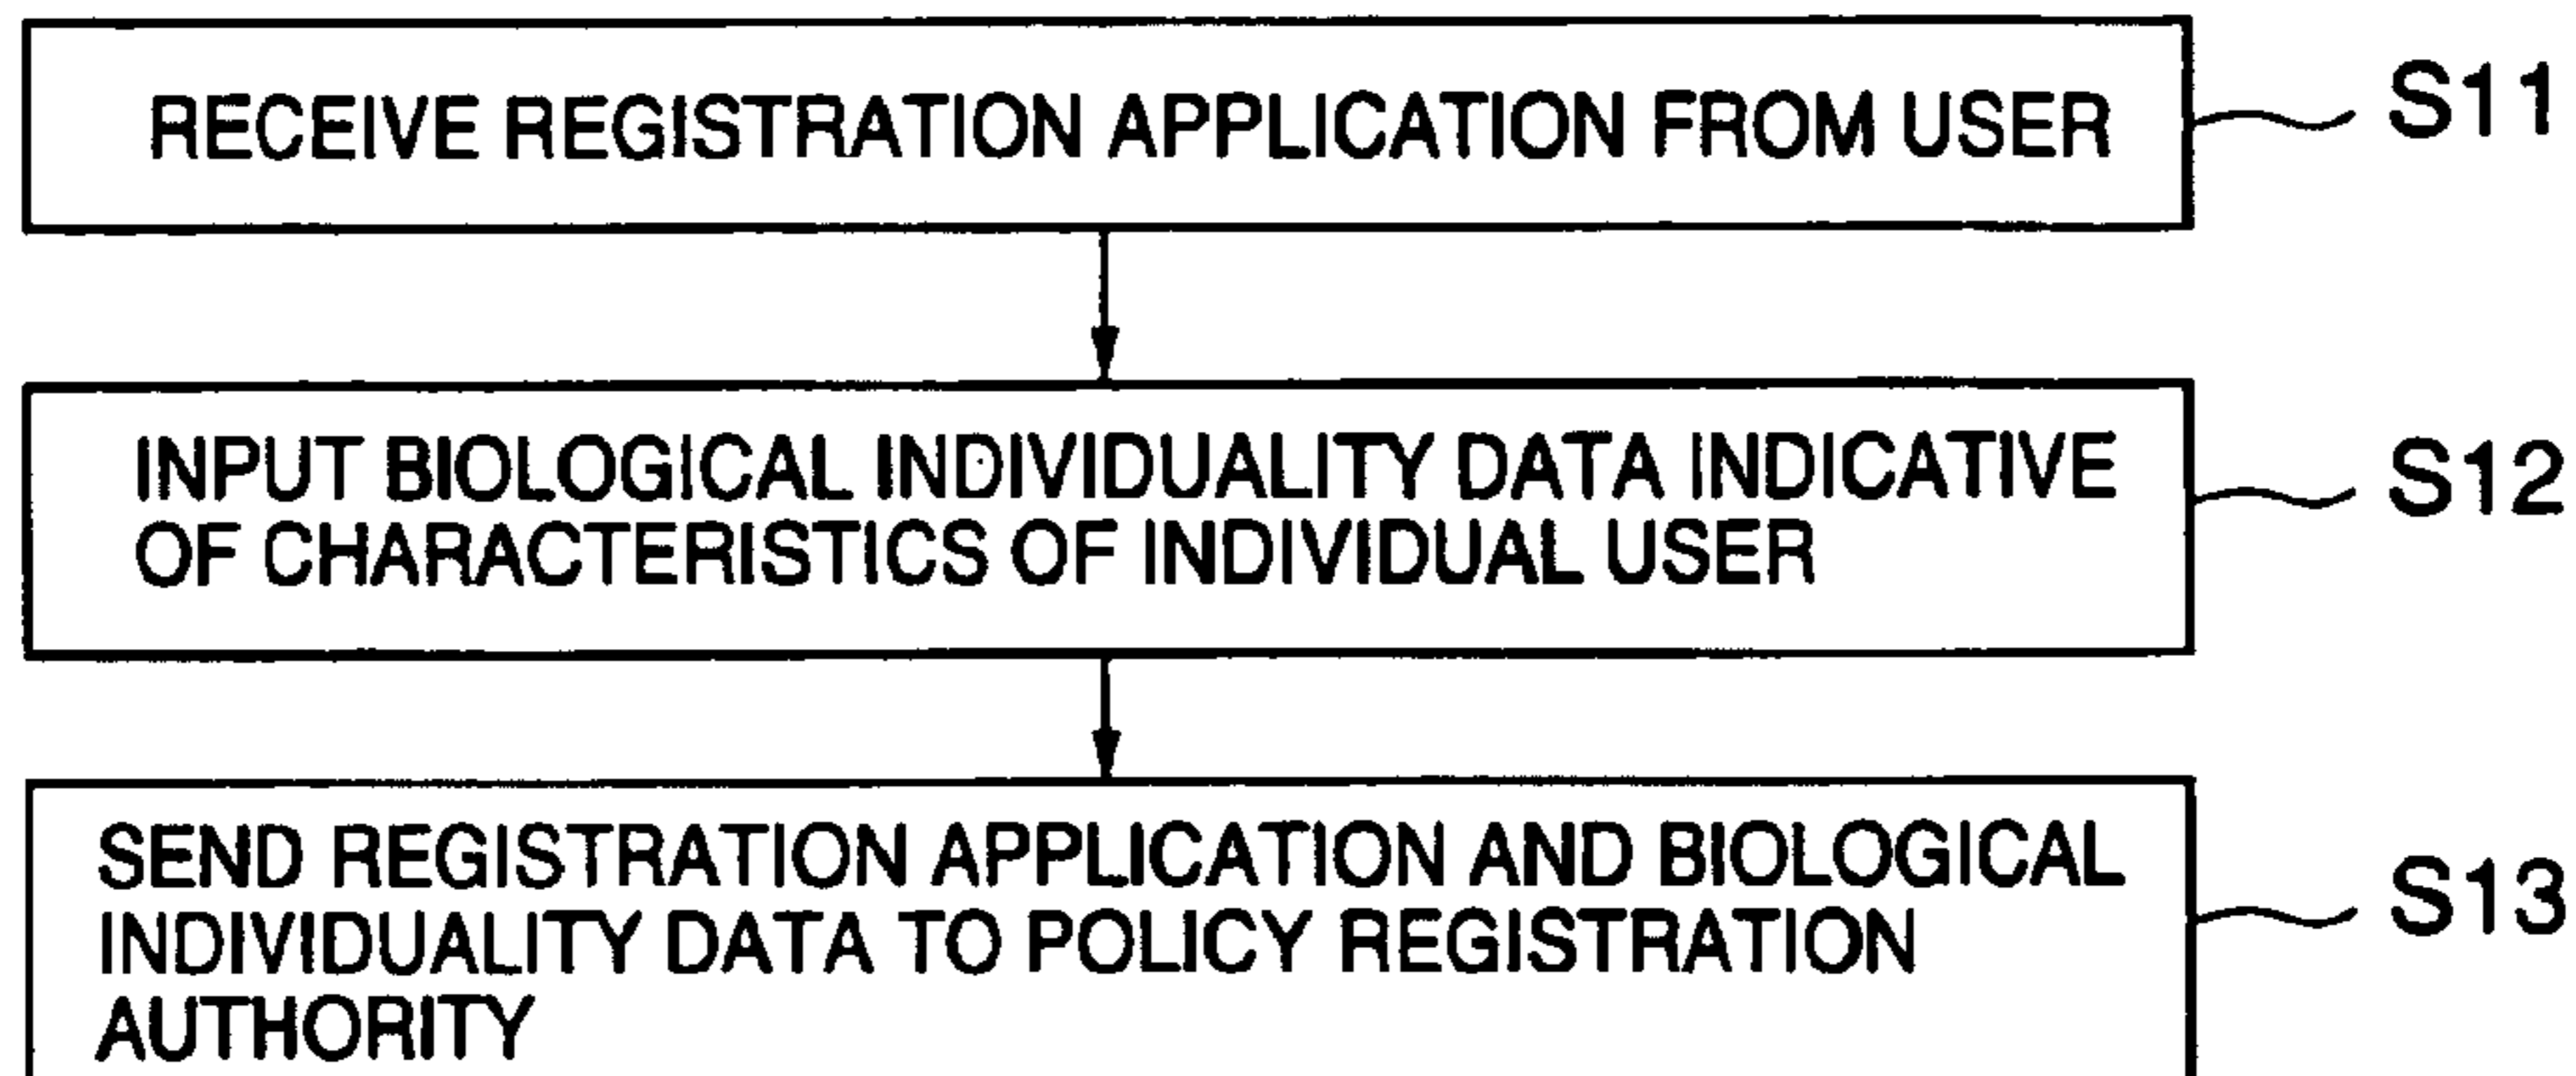 RECEIVE REGISTRATION APPLICATION FROM USER
S11
INPUT BIOLOGICAL INDIVIDUALITY DATA INDICATIVE
OF CHARACTERISTICS OF INDIVIDUAL USER
S12
SEND REGISTRATION APPLICATION AND BIOLOGICAL
INDIVIDUALITY DATA TO POLICY REGISTRATION
AUTHORITY
S13